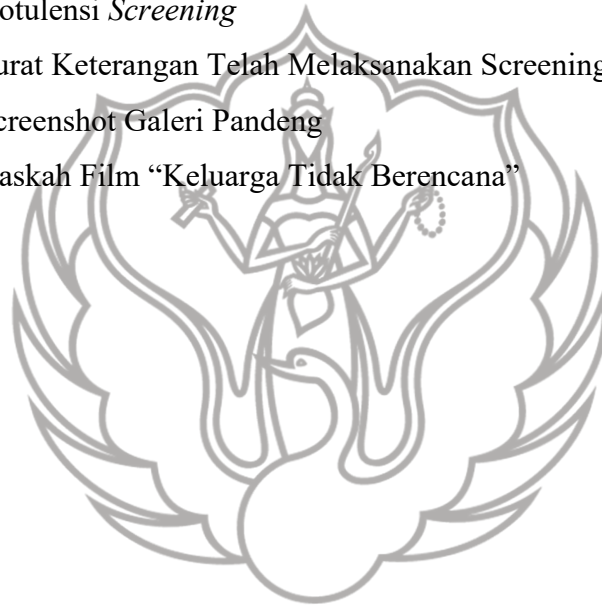 otulensi Screening
urat Keterangan Telah Melaksanakan Screening
creenshot Galeri Pandeng
askah Film “Keluarga Tidak Berencana”